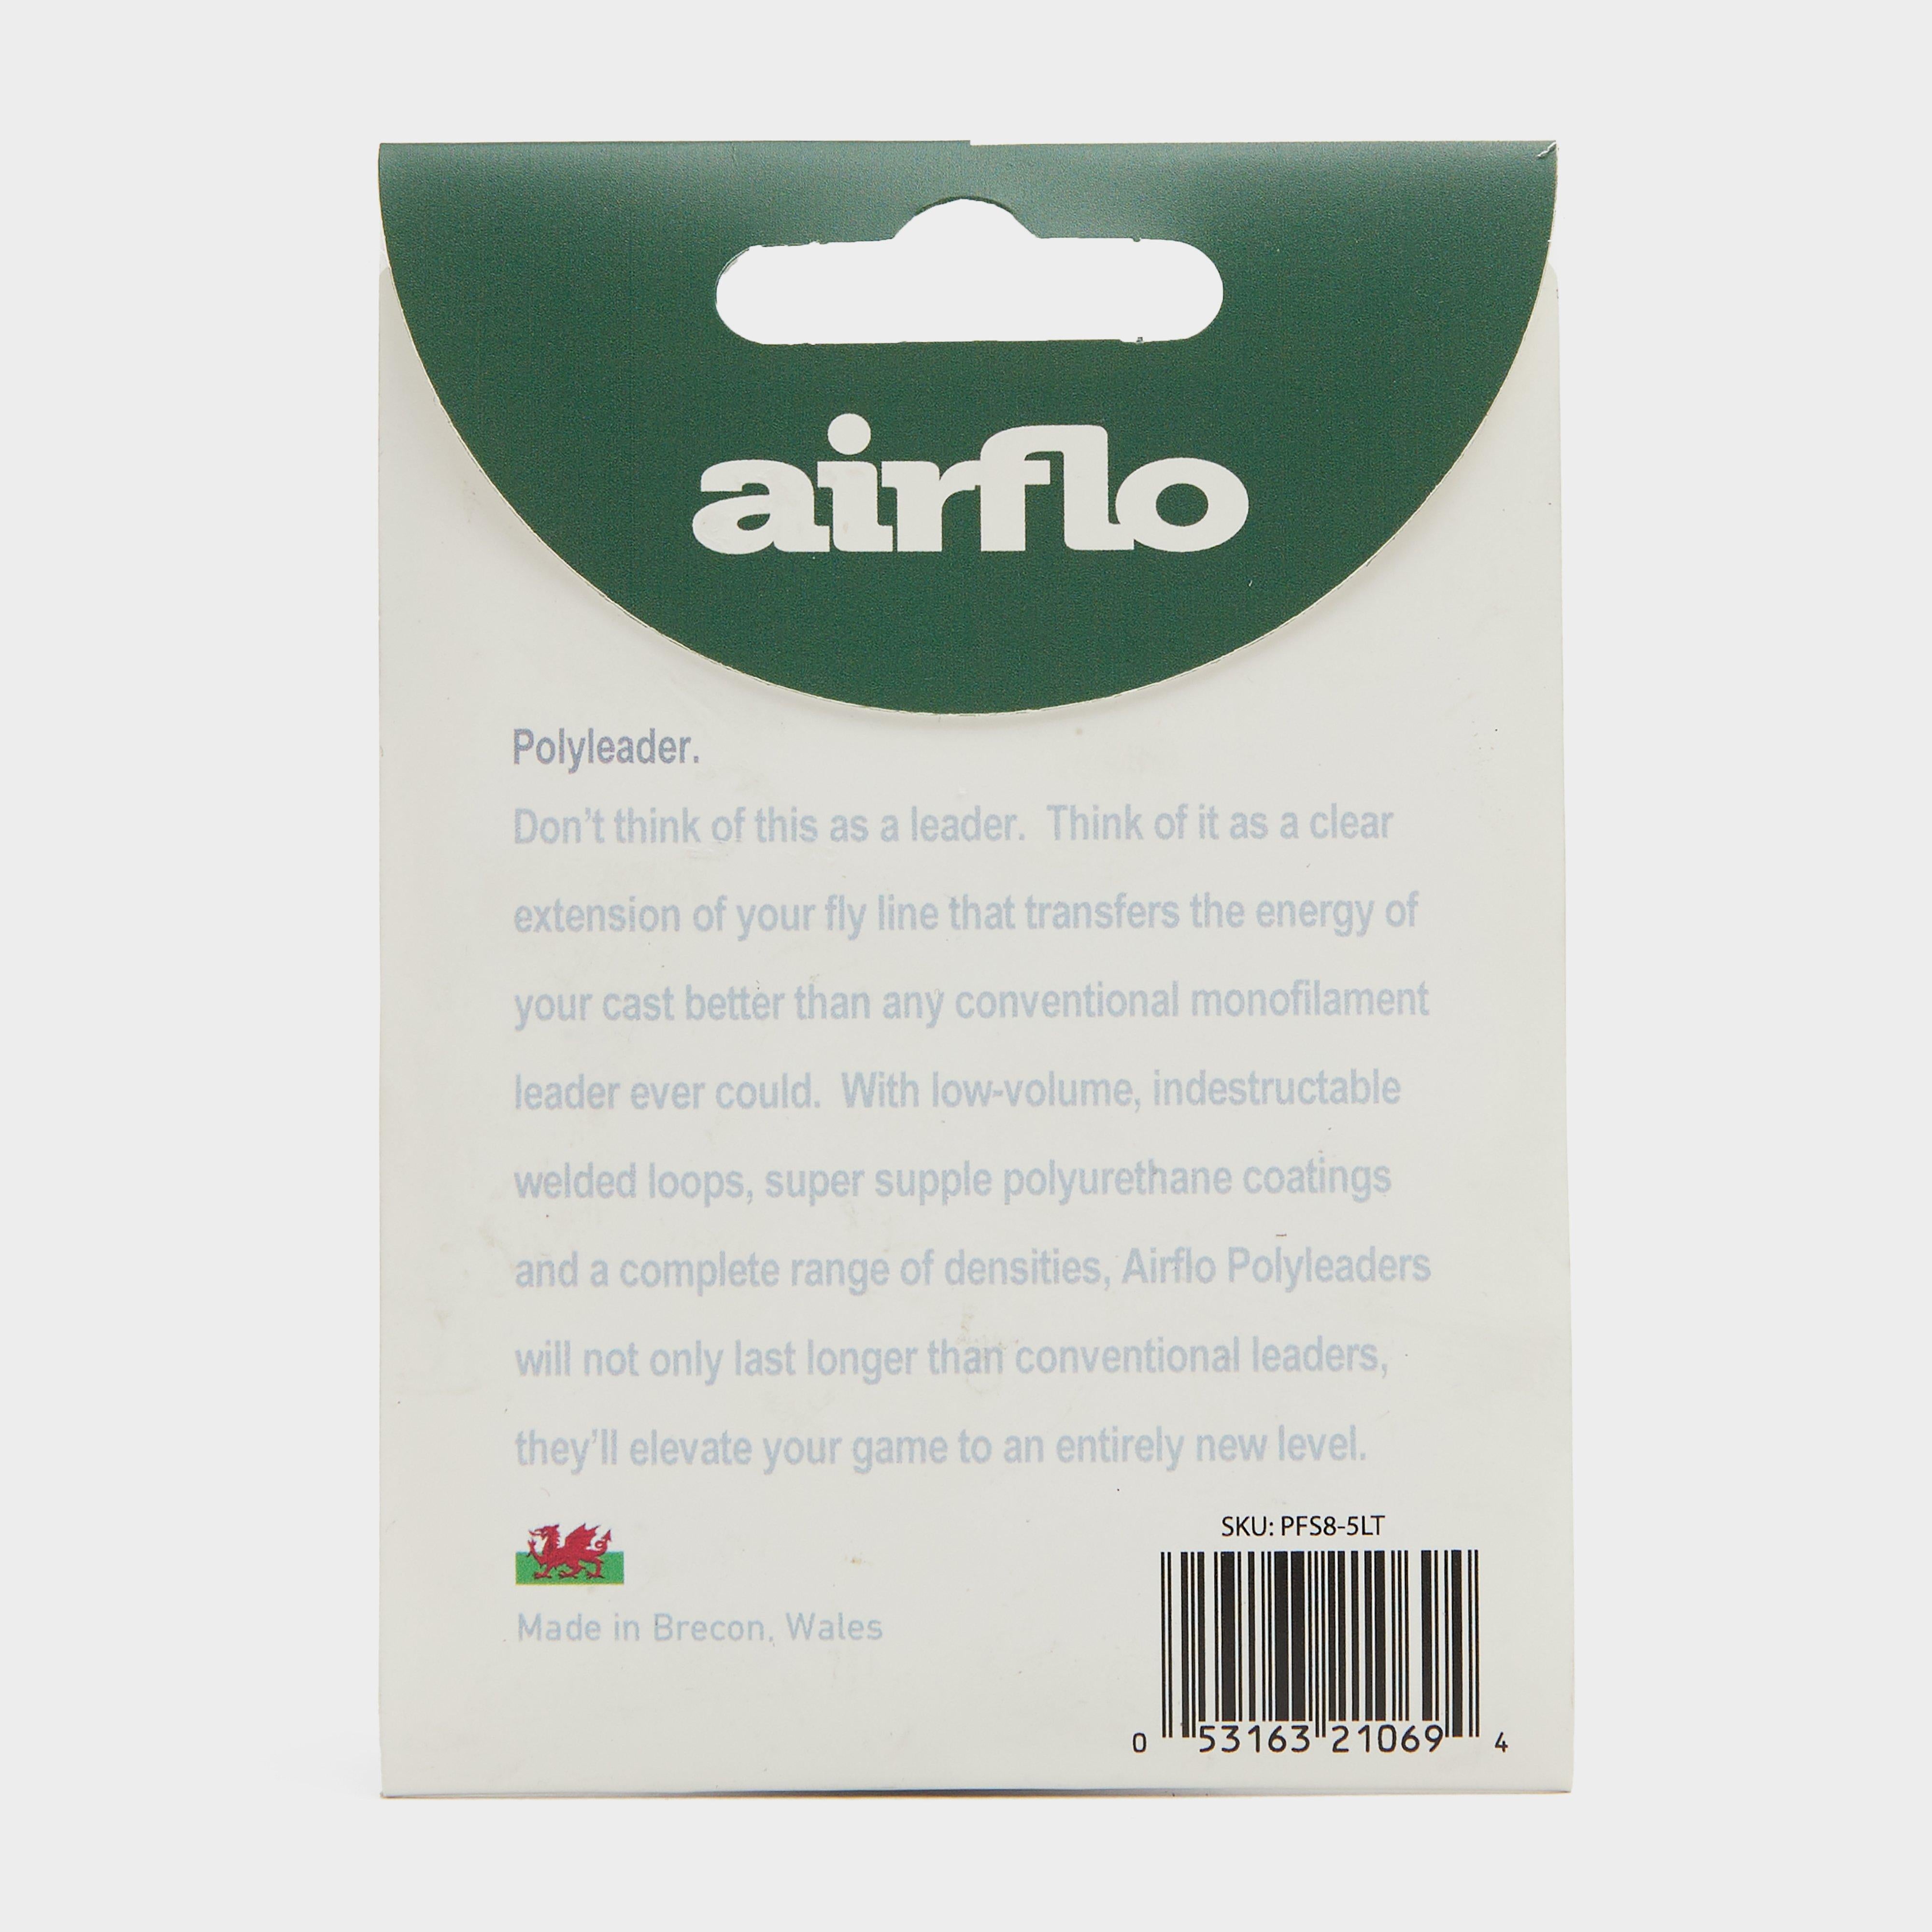 airflo
Polyleader.
Don't think of this as a leader. Think of it as a clear
extension of your fly line that transfers the energy of
your cast better than any conventional monofilament
leader ever could. With low-volume, indestructable
welded loops, super supple polyurethane coatings
and a complete range of densities, Airflo Polyleaders
will not only last longer than conventional leaders,
they'll elevate your game to an entirely new level.
SKU: PFS8-5LT
Made in Brecon, Wales
0 53163 21069 4